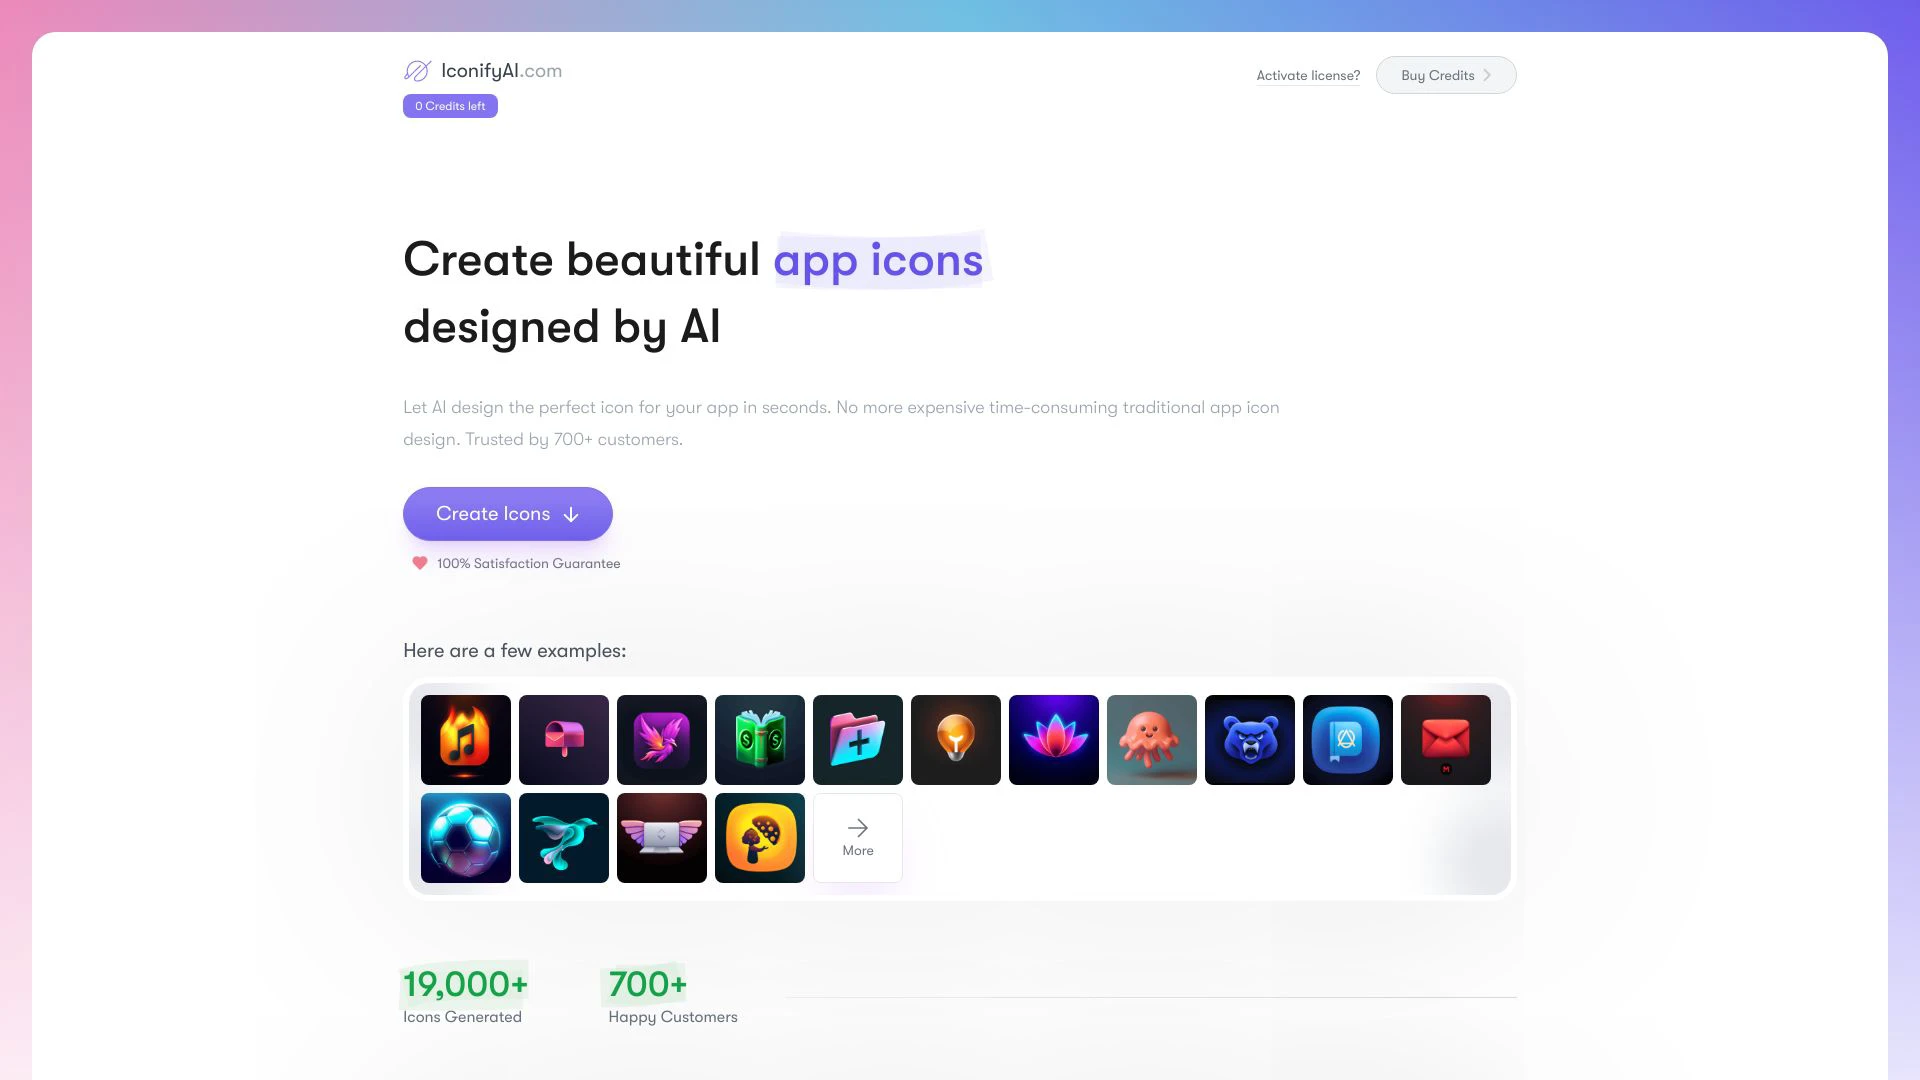 IconifyAI.com
0 Credits left
Activate license?
Buy Credits
Create beautiful app icons
designed by AI
Let AI design the perfect icon for your app in seconds. No more expensive time-consuming traditional app icon
design. Trusted by 700+ customers.
Create Icons
100% Satisfaction Guarantee
Here are a few examples:
$ $
M
More
19,000+
Icons Generated
700+
Happy Customers